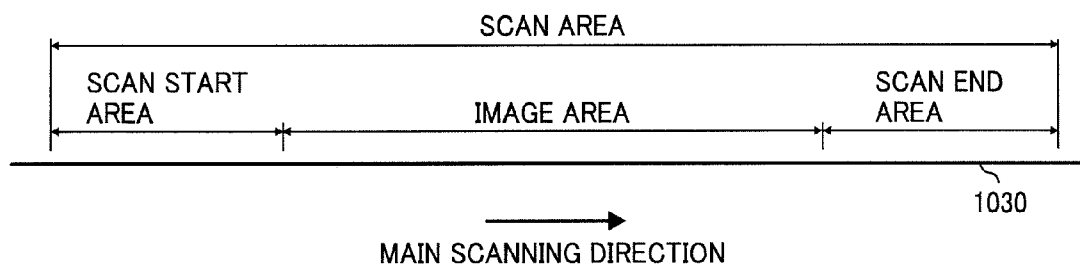 SCAN AREA
SCAN START
AREA
IMAGE AREA
SCAN END
AREA
1030
MAIN SCANNING DIRECTION